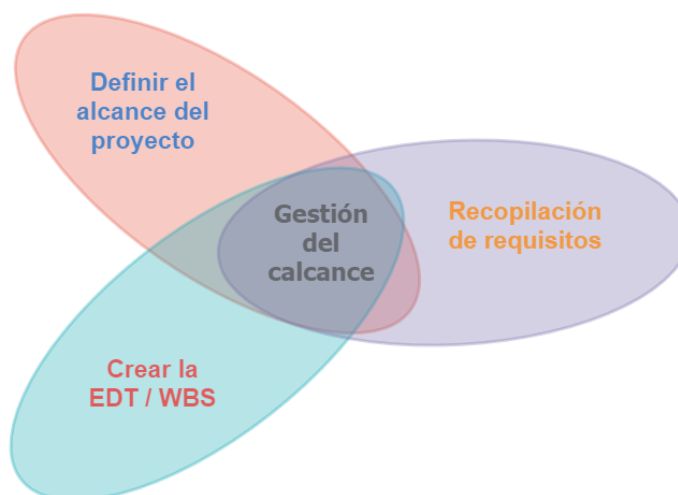 Definir el
alcance del
proyecto
Gestión
del
calcance
Recopilación
de requisitos
Crear la
EDT / WBS